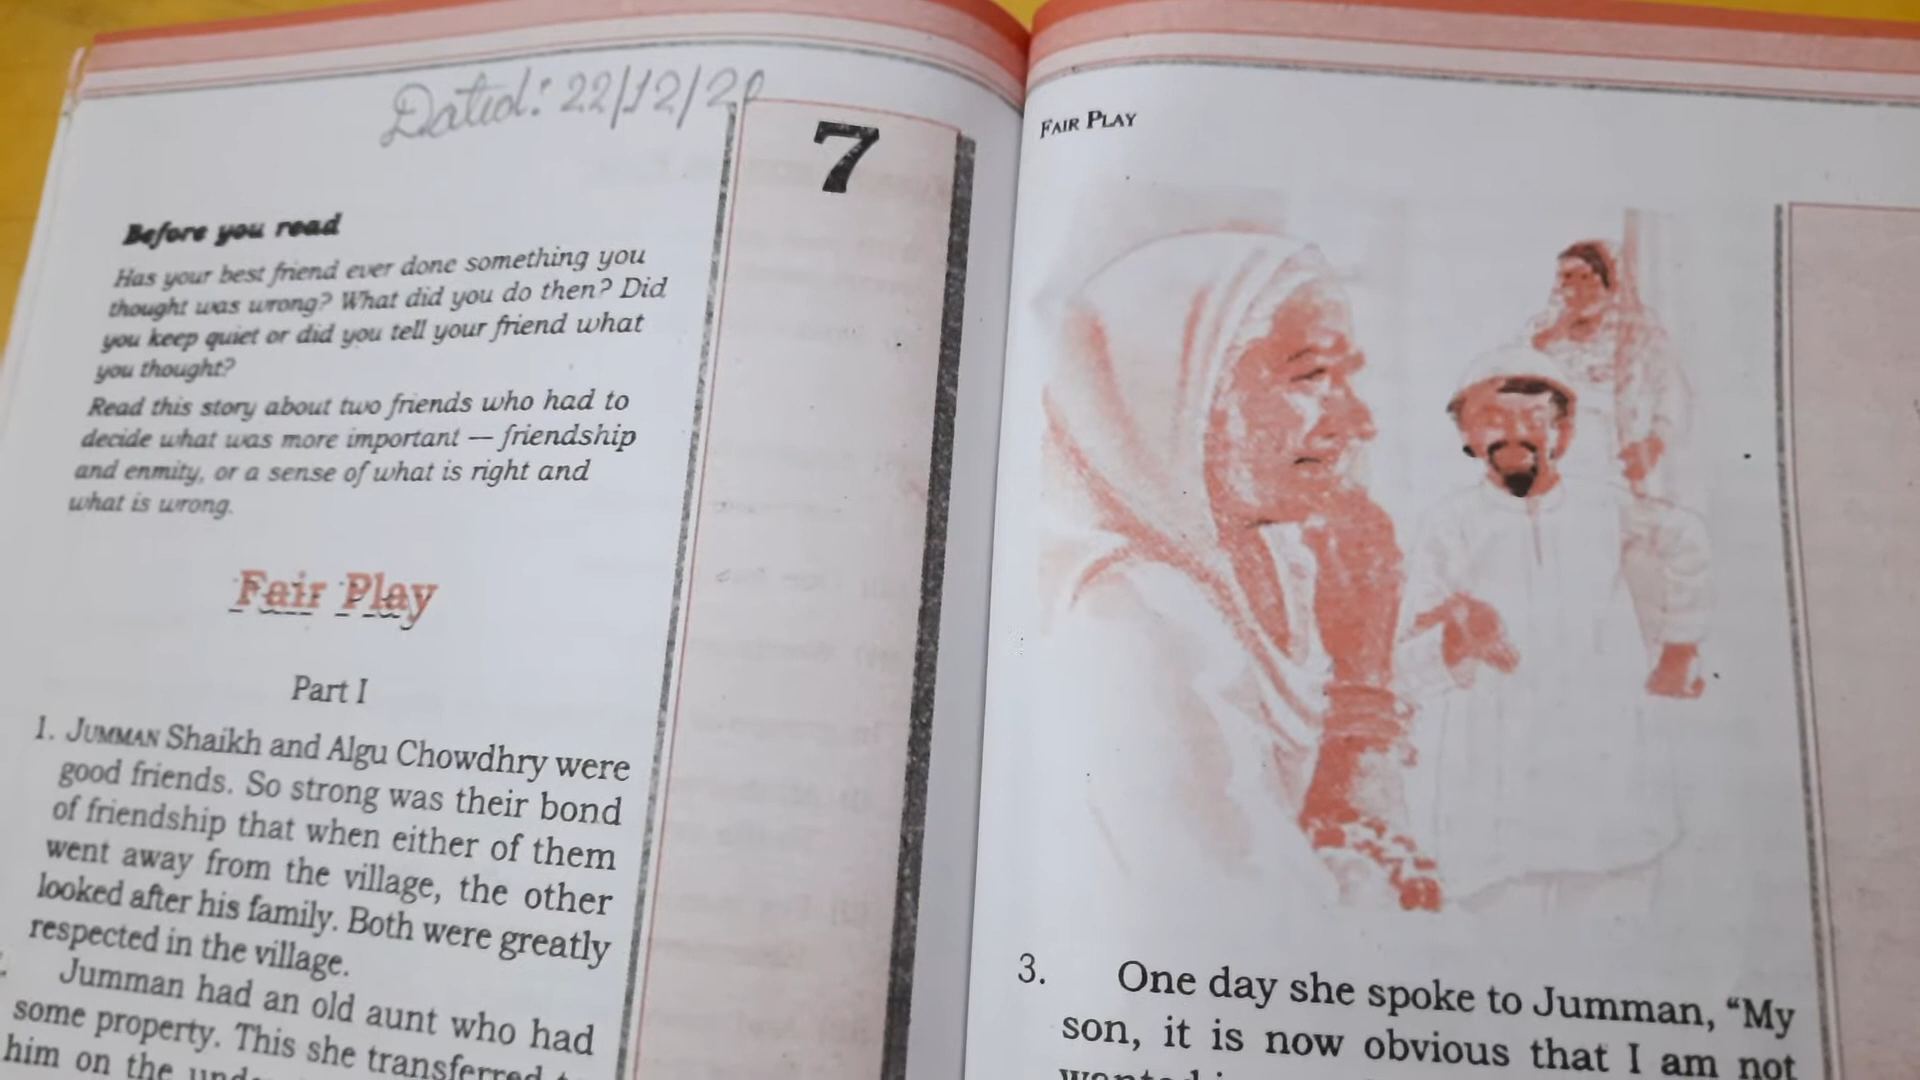 Dated: 22/12/20
7
Before you read
Has your best friend ever done something you
thought was wrong? What did you do then? Did
you keep quiet or did you tell your friend what
you thought?
Read this story about two friends who had to
decide what was more important — friendship
and enmity, or a sense of what is right and
what is wrong.
Fair Play
Part I
1. JUMMAN Shaikh and Algu Chowdhry were
good friends. So strong was their bond
of friendship that when either of them
went away from the village, the other
looked after his family. Both were greatly
respected in the village.
Jumman had an old aunt who had
some property. This she transferred
him on the
FAIR PLAY
3. One day she spoke to Jumman, “My
son, it is now obvious that I am not